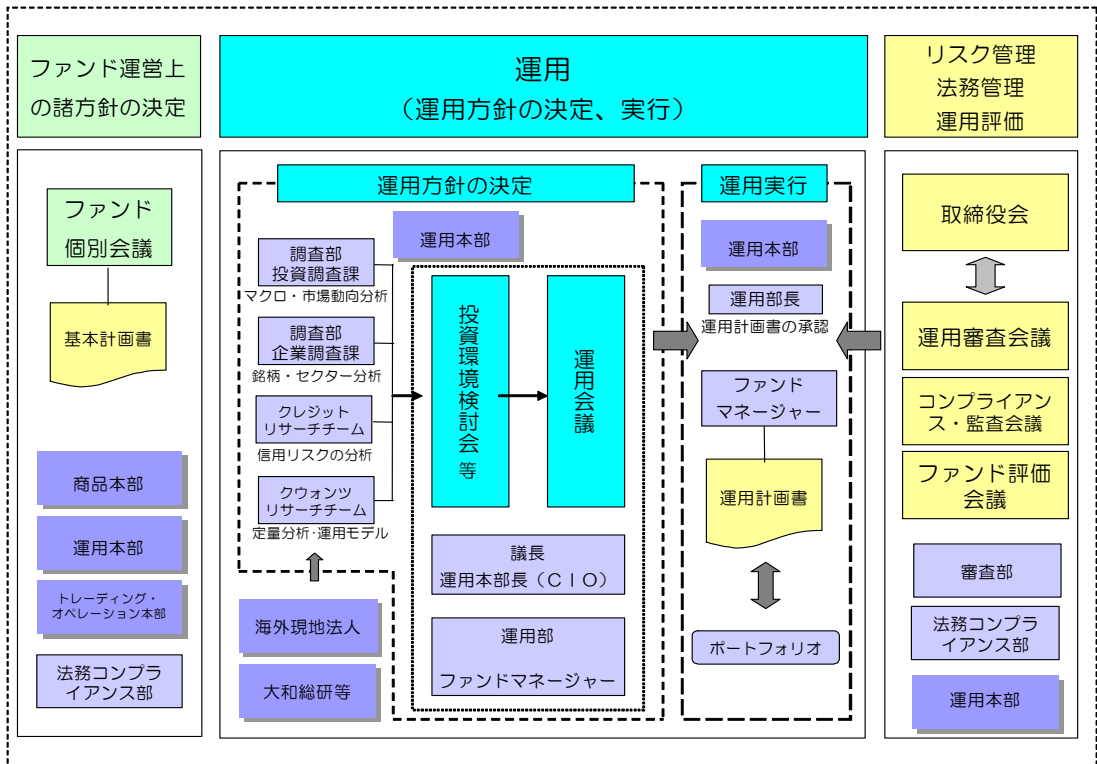 ファンド運営上
の諸方針の決定
運用
（運用方針の決定、実行）
リスク管理
法務管理
運用評価
ファンド
個別会議
基本計画書
商品本部
運用本部
トレーディング・
オペレーション本部
法務コンプラ
イアンス部
運用方針の決定
運用本部
調査部
投資調査課
マクロ・市場動向分析
調査部
企業調査課
銘柄・セクター分析
クレジット
リサーチチーム
信用リスクの分析
クウォンツ
リサーチチーム
定量分析･運用モデル
海外現地法人
大和総研等
投資環境検討会等
運用会議
議長
運用本部長（ＣＩＯ）
運用部
ファンドマネージャー
運用実行
運用本部
運用部長
運用計画書の承認
ファンド
マネージャー
運用計画書
ポートフォリオ
取締役会
運用審査会議
コンプライアン
ス・監査会議
ファンド評価
会議
審査部
法務コンプラ
イアンス部
運用本部